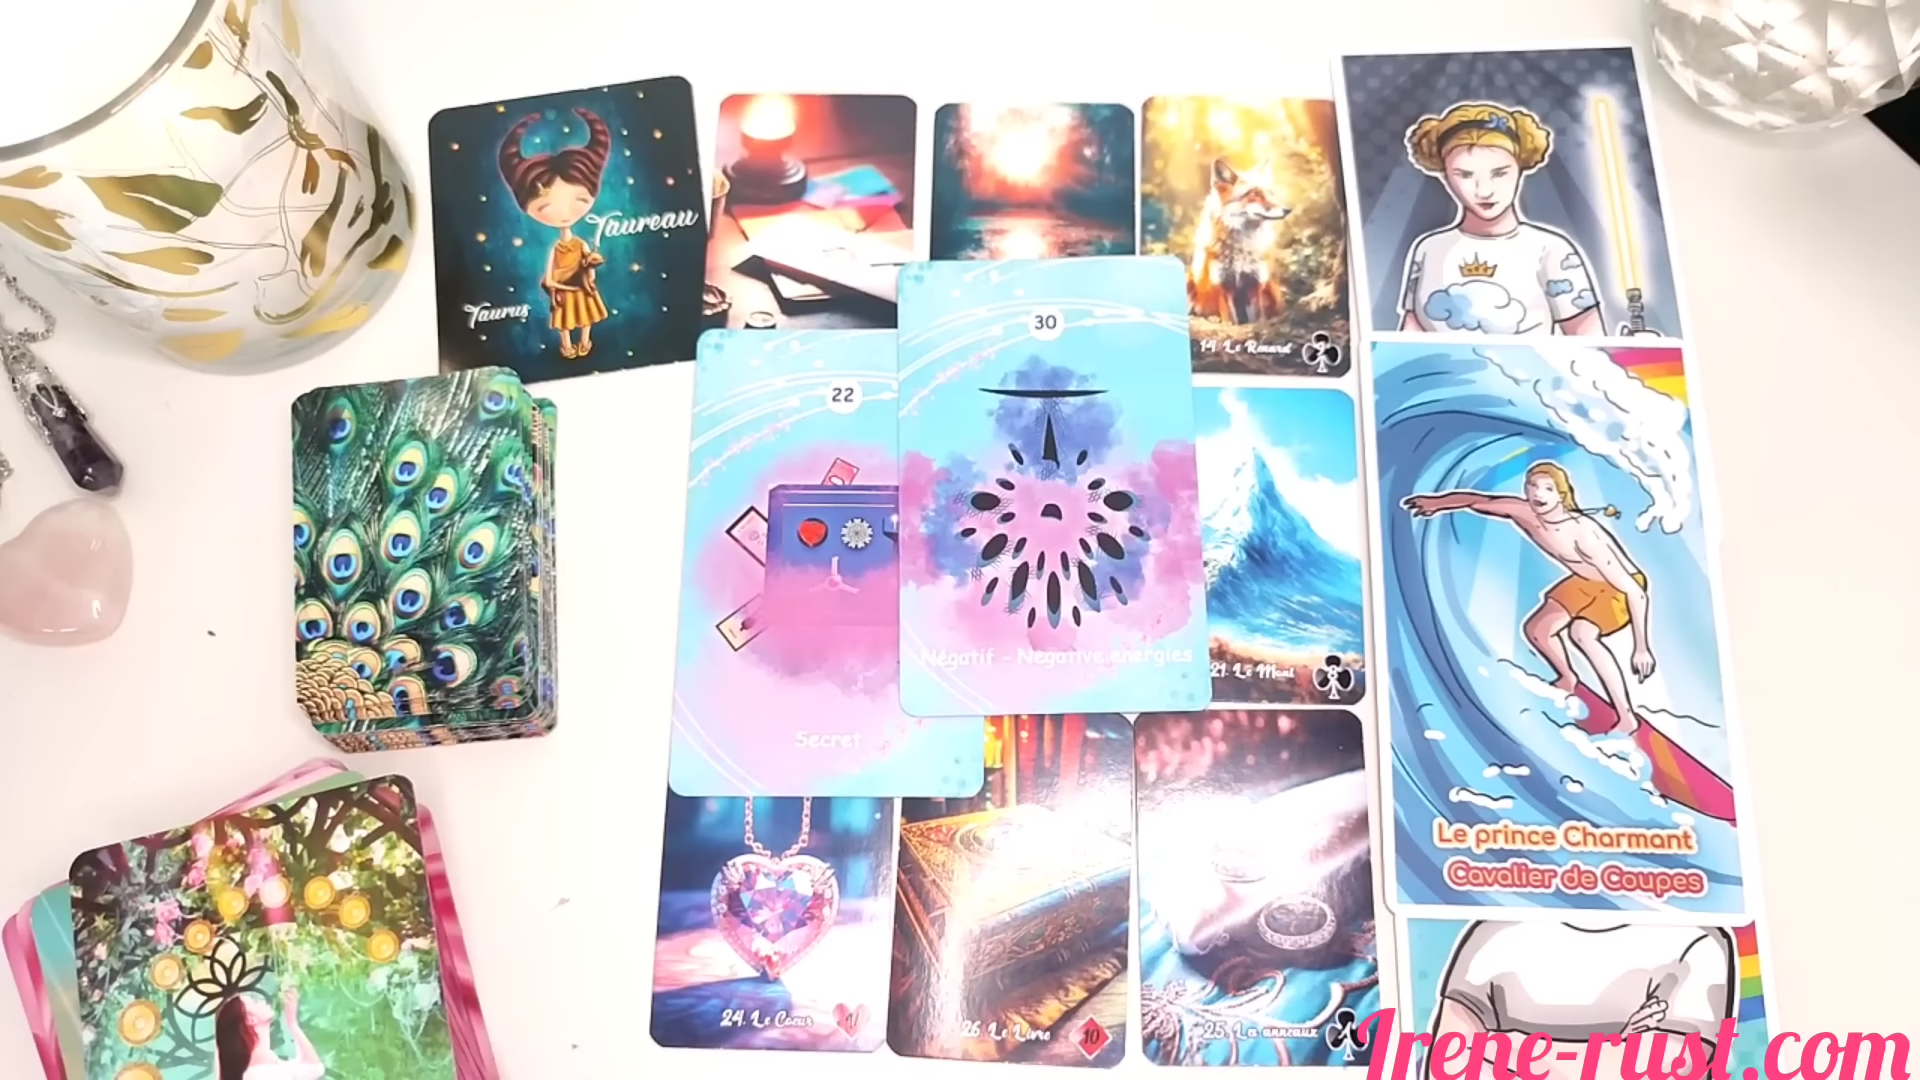 Taureau
Taurus
14. Le Renard
30
22
Négatif - Negative energies
21. Le Mont
Secret
Le prince Charmant
Cavalier de Coupes
24. Le Coeur
26. Le Livre
10
25. Les anneaux
Irene-rust.com